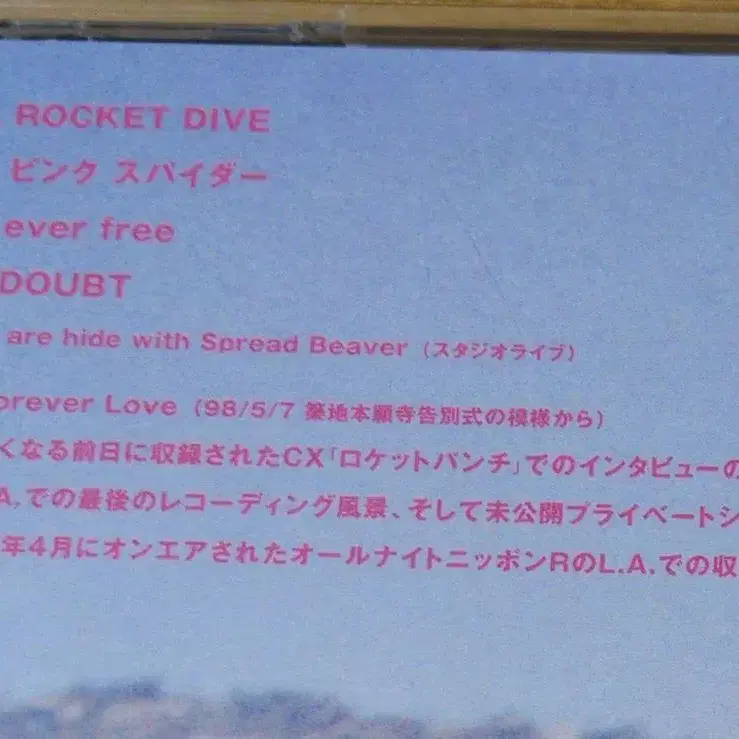 ROCKET DIVE
ピンク スパイダー
ever free
DOUBT
are hide with Spread Beaver (スタジオライブ)
orever Love (98/5/7 築地本願寺告別式の模様から)
くなる前日に収録されたCX「ロケットパンチ」でのインタビューの
A.での最後のレコーディング風景、そして未公開プライベートシ
年4月にオンエアされたオールナイトニッポンRのL.A.での収